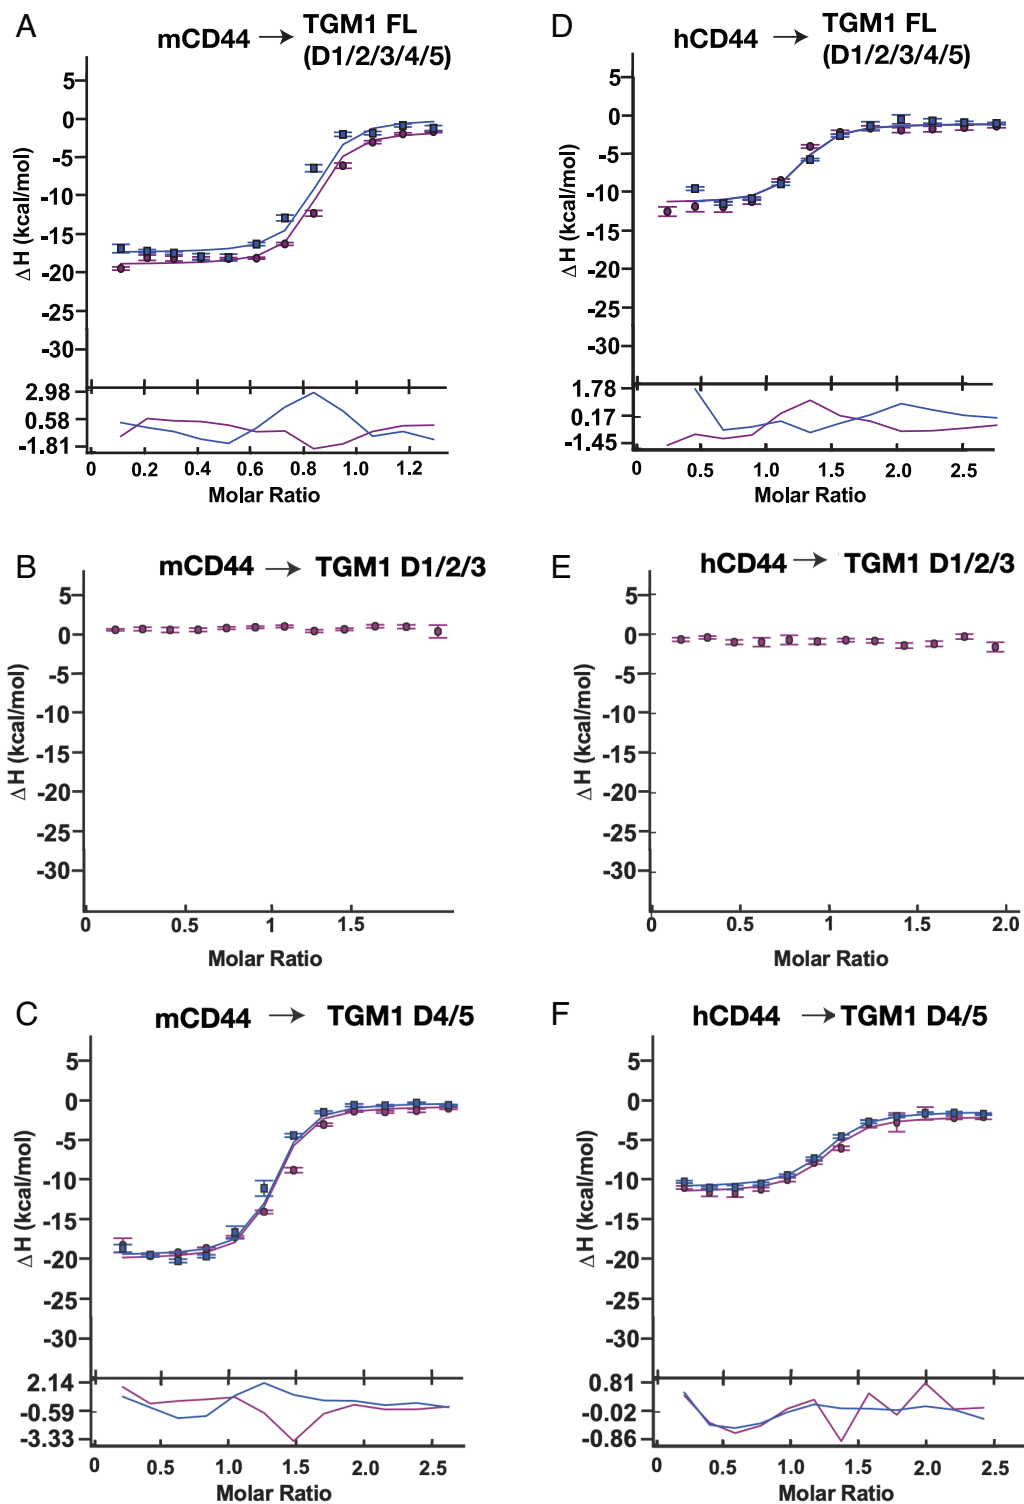 A
mCD44 → TGM1 FL
(D1/2/3/4/5)
5
0
-5
-10
-15
-20
-25
-30
ΔH (kcal/mol)
2.98
0.58
-1.81
0 0.2 0.4 0.6 0.8 1.0 1.2
Molar Ratio
D
hCD44 → TGM1 FL
(D1/2/3/4/5)
5
0
-5
-10
-15
-20
-25
-30
ΔH (kcal/mol)
1.78
0.17
-1.45
0 0.5 1.0 1.5 2.0 2.5
Molar Ratio
B
mCD44 → TGM1 D1/2/3
5
0
-5
-10
-15
-20
-25
-30
ΔH (kcal/mol)
0 0.5 1 1.5
Molar Ratio
E
hCD44 → TGM1 D1/2/3
5
0
-5
-10
-15
-20
-25
-30
ΔH (kcal/mol)
0 0.5 1 1.5 2.0
Molar Ratio
C
mCD44 → TGM1 D4/5
5
0
-5
-10
-15
-20
-25
-30
ΔH (kcal/mol)
2.14
-0.59
-3.33
0 0.5 1.0 1.5 2.0 2.5
Molar Ratio
F
hCD44 → TGM1 D4/5
5
0
-5
-10
-15
-20
-25
-30
ΔH (kcal/mol)
0.81
-0.02
-0.86
0 0.5 1.0 1.5 2.0 2.5
Molar Ratio